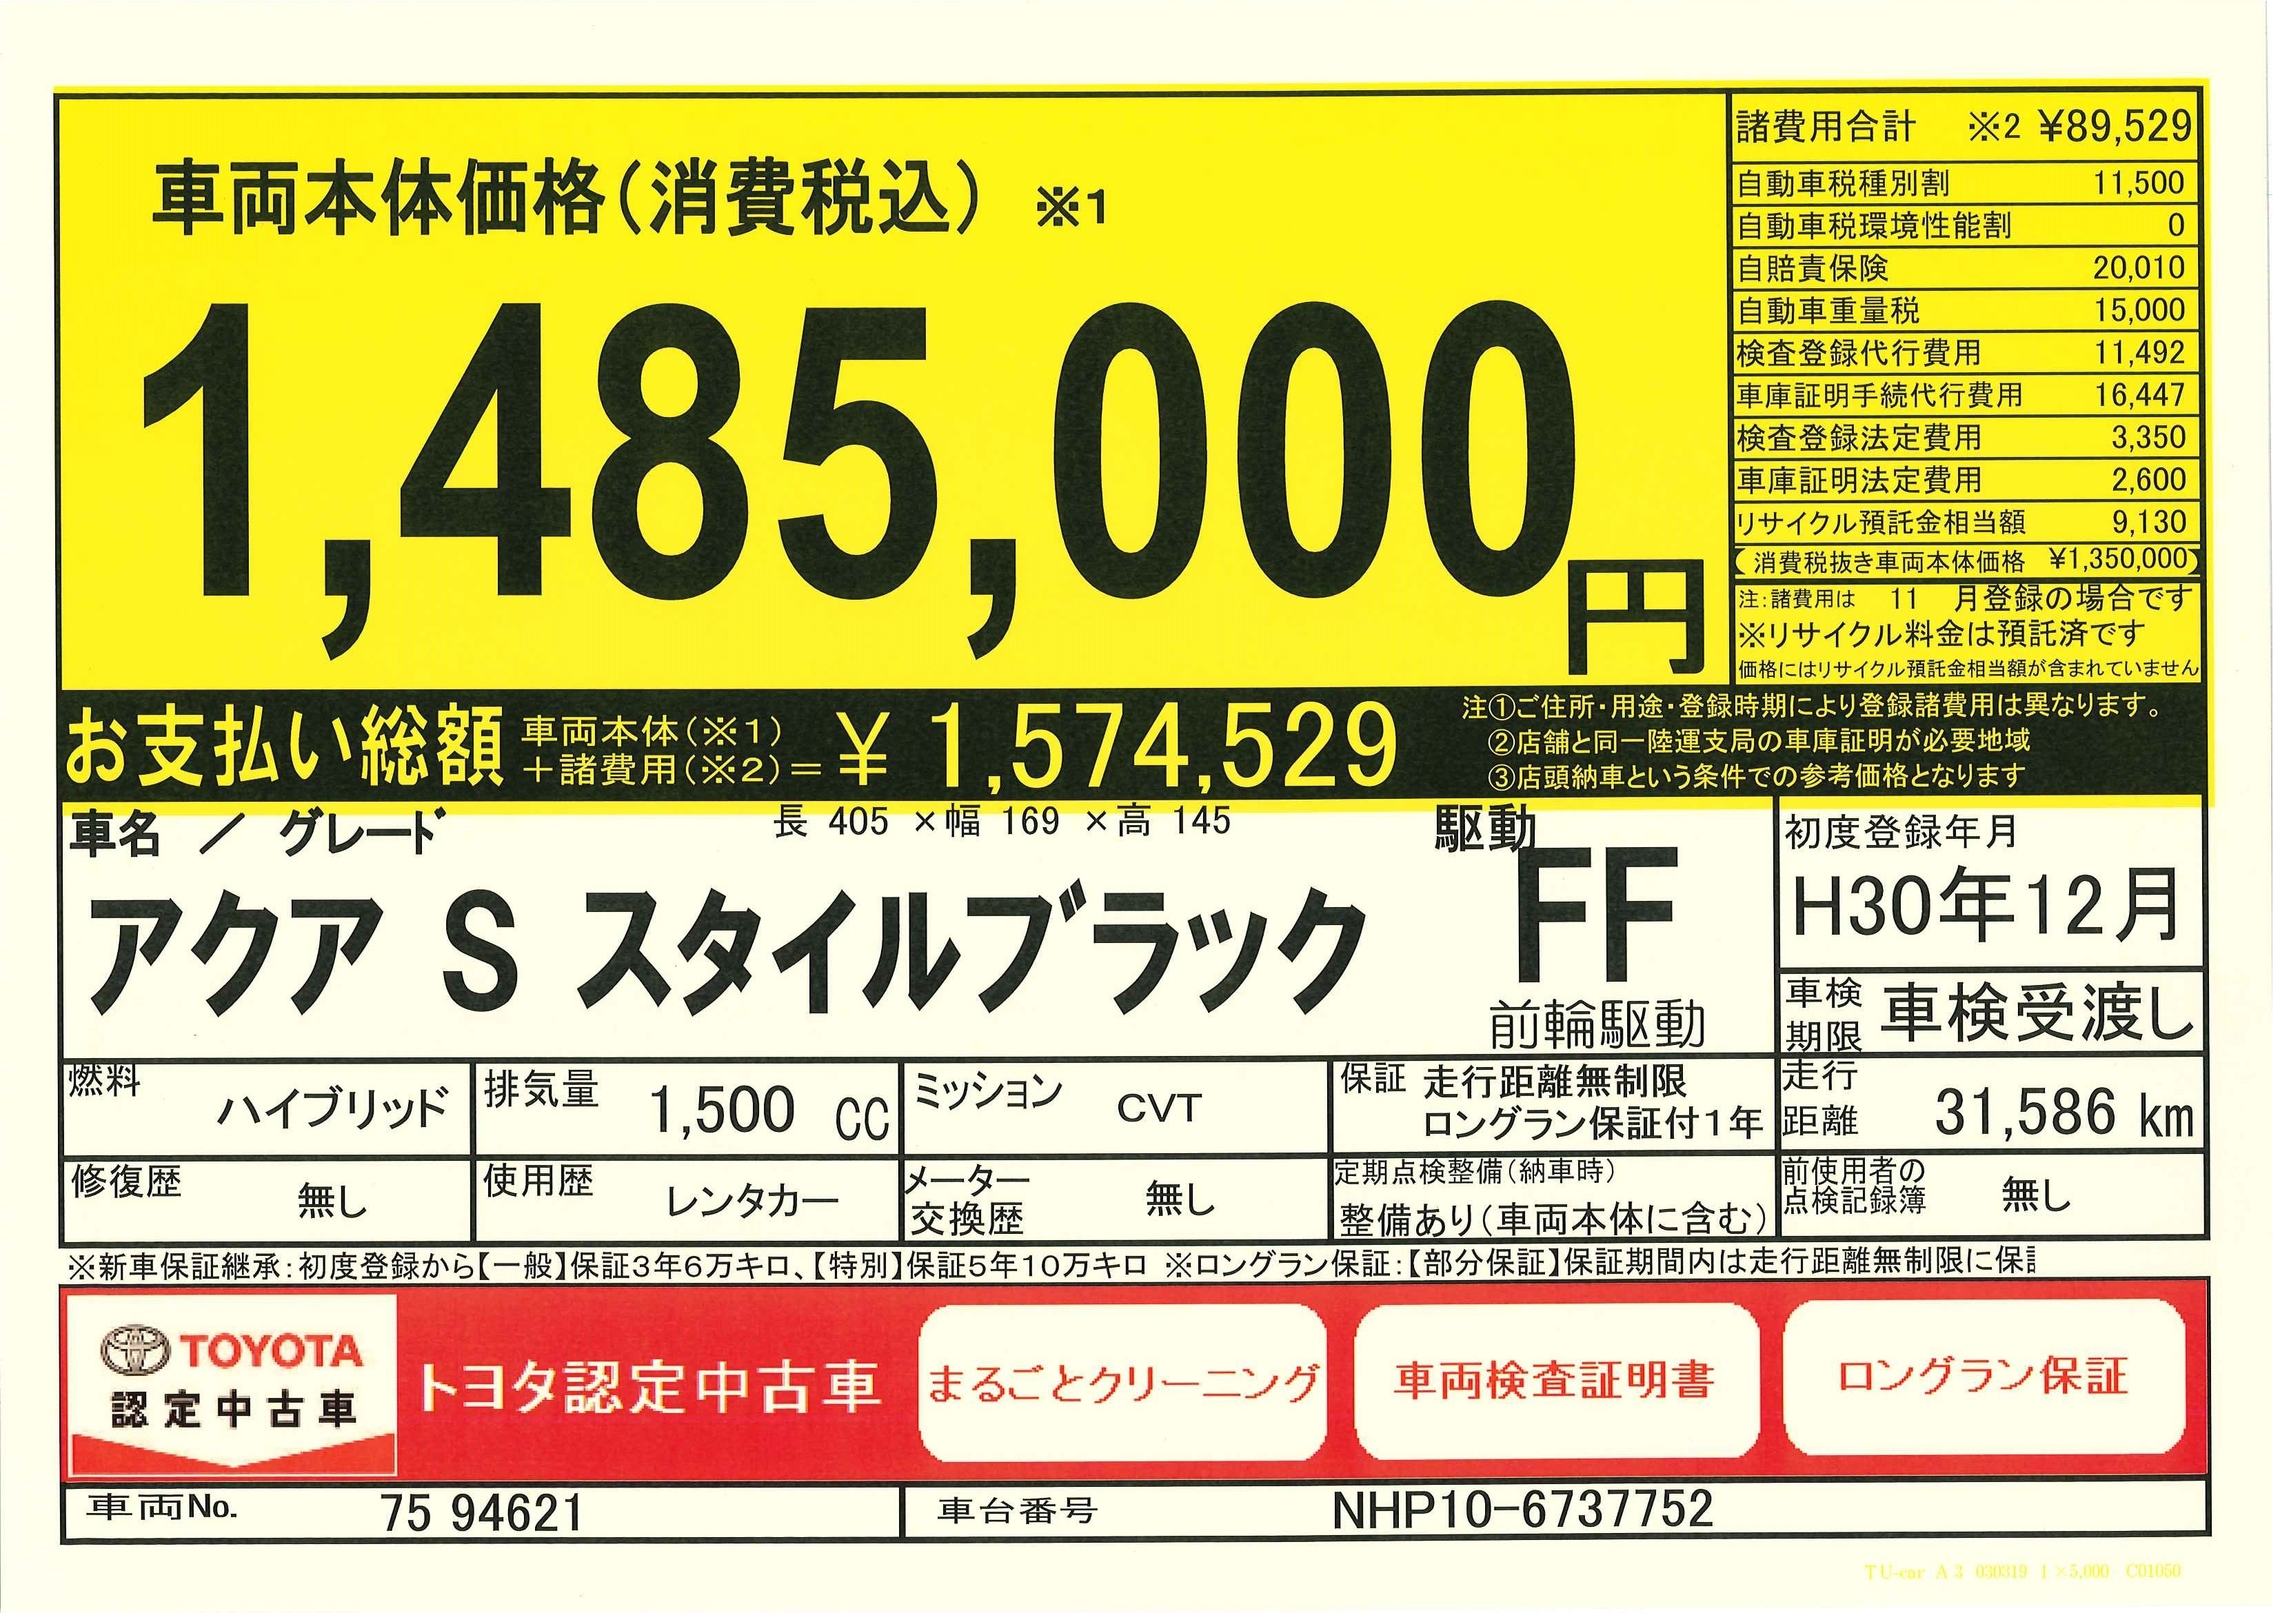 車両本体価格(消費税込) ※1
1,485,000円
諸費用合計 ※2 ¥89,529
自動車税種別割 11,500
自動車税環境性能割 0
自賠責保険 20,010
自動車重量税 15,000
検査登録代行費用 11,492
車庫証明手続代行費用 16,447
検査登録法定費用 3,350
車庫証明法定費用 2,600
リサイクル預託金相当額 9,130
(消費税抜き車両本体価格 ¥1,350,000)
注:諸費用は 11 月登録の場合です
※リサイクル料金は預託済です
価格にはリサイクル預託金相当額が含まれていません
お支払い総額 車両本体(※1)
+諸費用(※2)= ¥ 1,574,529
注①ご住所・用途・登録時期により登録諸費用は異なります。
②店舗と同一陸運支局の車庫証明が必要地域
③店頭納車という条件での参考価格となります
車名 / グレード 長 405 ×幅 169 ×高 145
アクア S スタイルブラック
駆動
FF
前輪駆動
初度登録年月
H30年12月
車検期限 車検受渡し
燃料 ハイブリッド
排気量 1,500 CC
ミッション CVT
保証 走行距離無制限
ロングラン保証付1年
走行距離 31,586 km
修復歴 無し
使用歴 レンタカー
メーター交換歴 無し
定期点検整備(納車時)
整備あり(車両本体に含む)
前使用者の点検記録簿 無し
※新車保証継承:初度登録から【一般】保証3年6万キロ、【特別】保証5年10万キロ ※ロングラン保証:【部分保証】保証期間内は走行距離無制限に保証
TOYOTA
認定中古車
トヨタ認定中古車
まるごとクリーニング
車両検査証明書
ロングラン保証
車両No. 75 94621
車台番号 NHP10-6737752
TU-car A3 030319 1×5,000 C01050